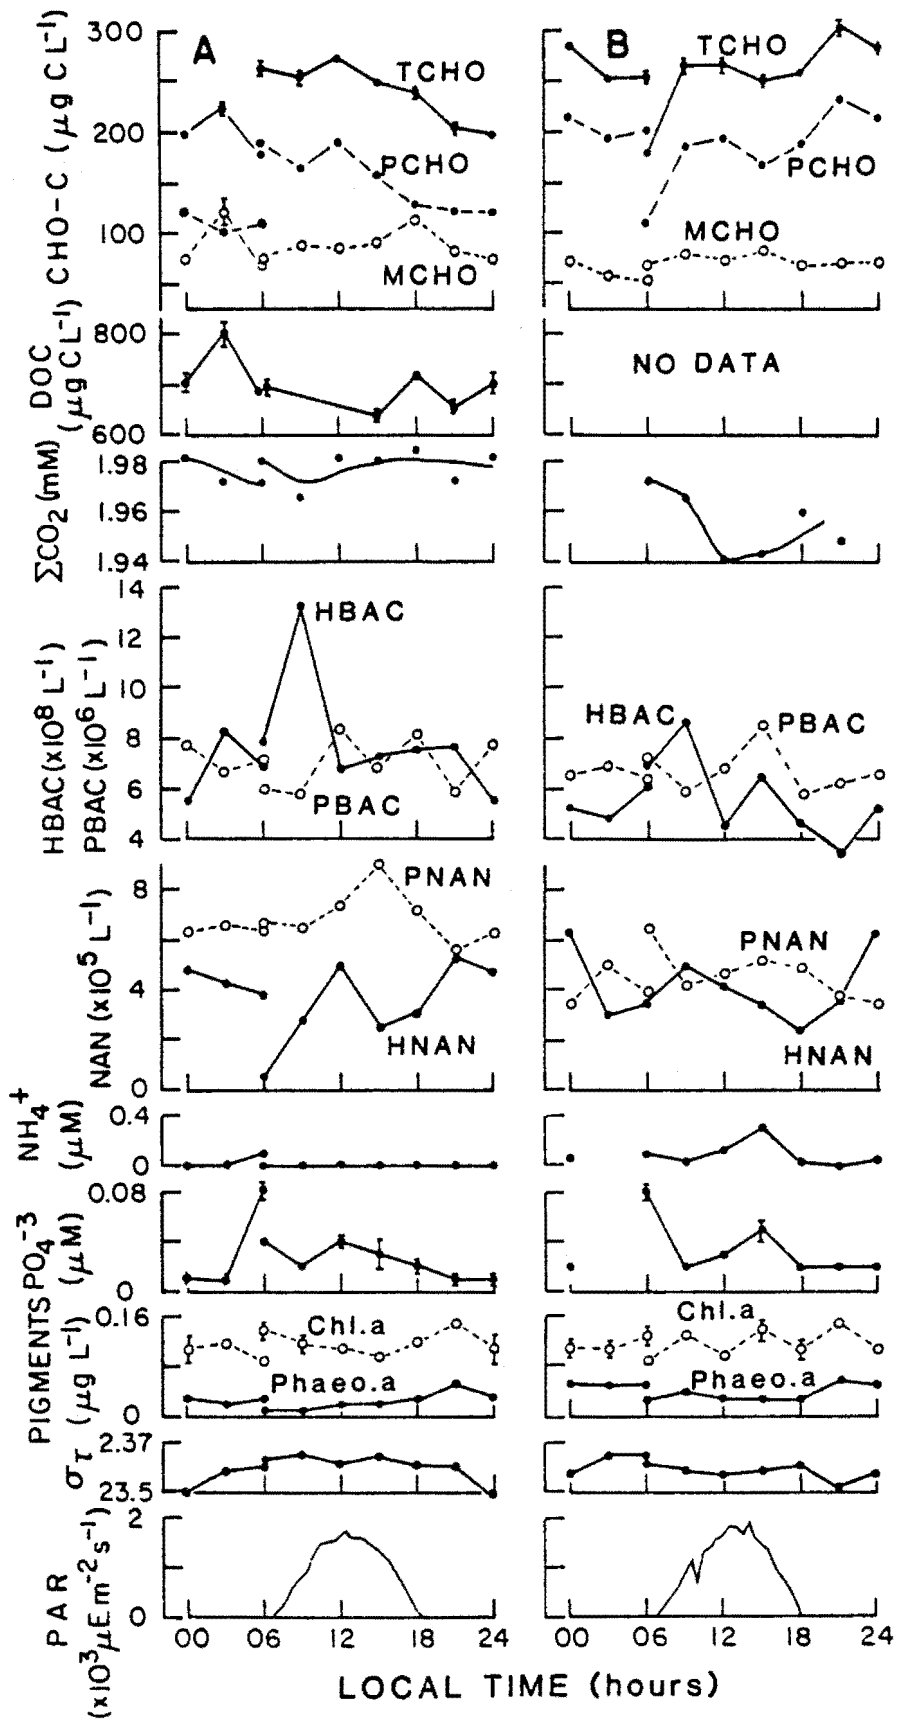 A
B
CHO-C (μg C L⁻¹)
300
200
100
TCHO
PCHO
MCHO
TCHO
PCHO
MCHO
DOC
(μg C L⁻¹)
800
600
NO DATA
ΣCO₂ (mM)
1.98
1.96
1.94
HBAC (x10⁸ L⁻¹)
PBAC (x10⁶ L⁻¹)
14
12
10
8
6
4
HBAC
PBAC
HBAC
PBAC
NAN (x10⁵ L⁻¹)
8
4
0
PNAN
HNAN
PNAN
HNAN
NH₄⁺
(μM)
0.4
0
PO₄⁻³
(μM)
0.08
0
PIGMENTS
(μg L⁻¹)
0.16
0
Chl.a
Phaeo.a
Chl.a
Phaeo.a
στ
2.37
23.5
PAR
(x10³μE m⁻² s⁻¹)
2
0
00 06 12 18 24
00 06 12 18 24
LOCAL TIME (hours)